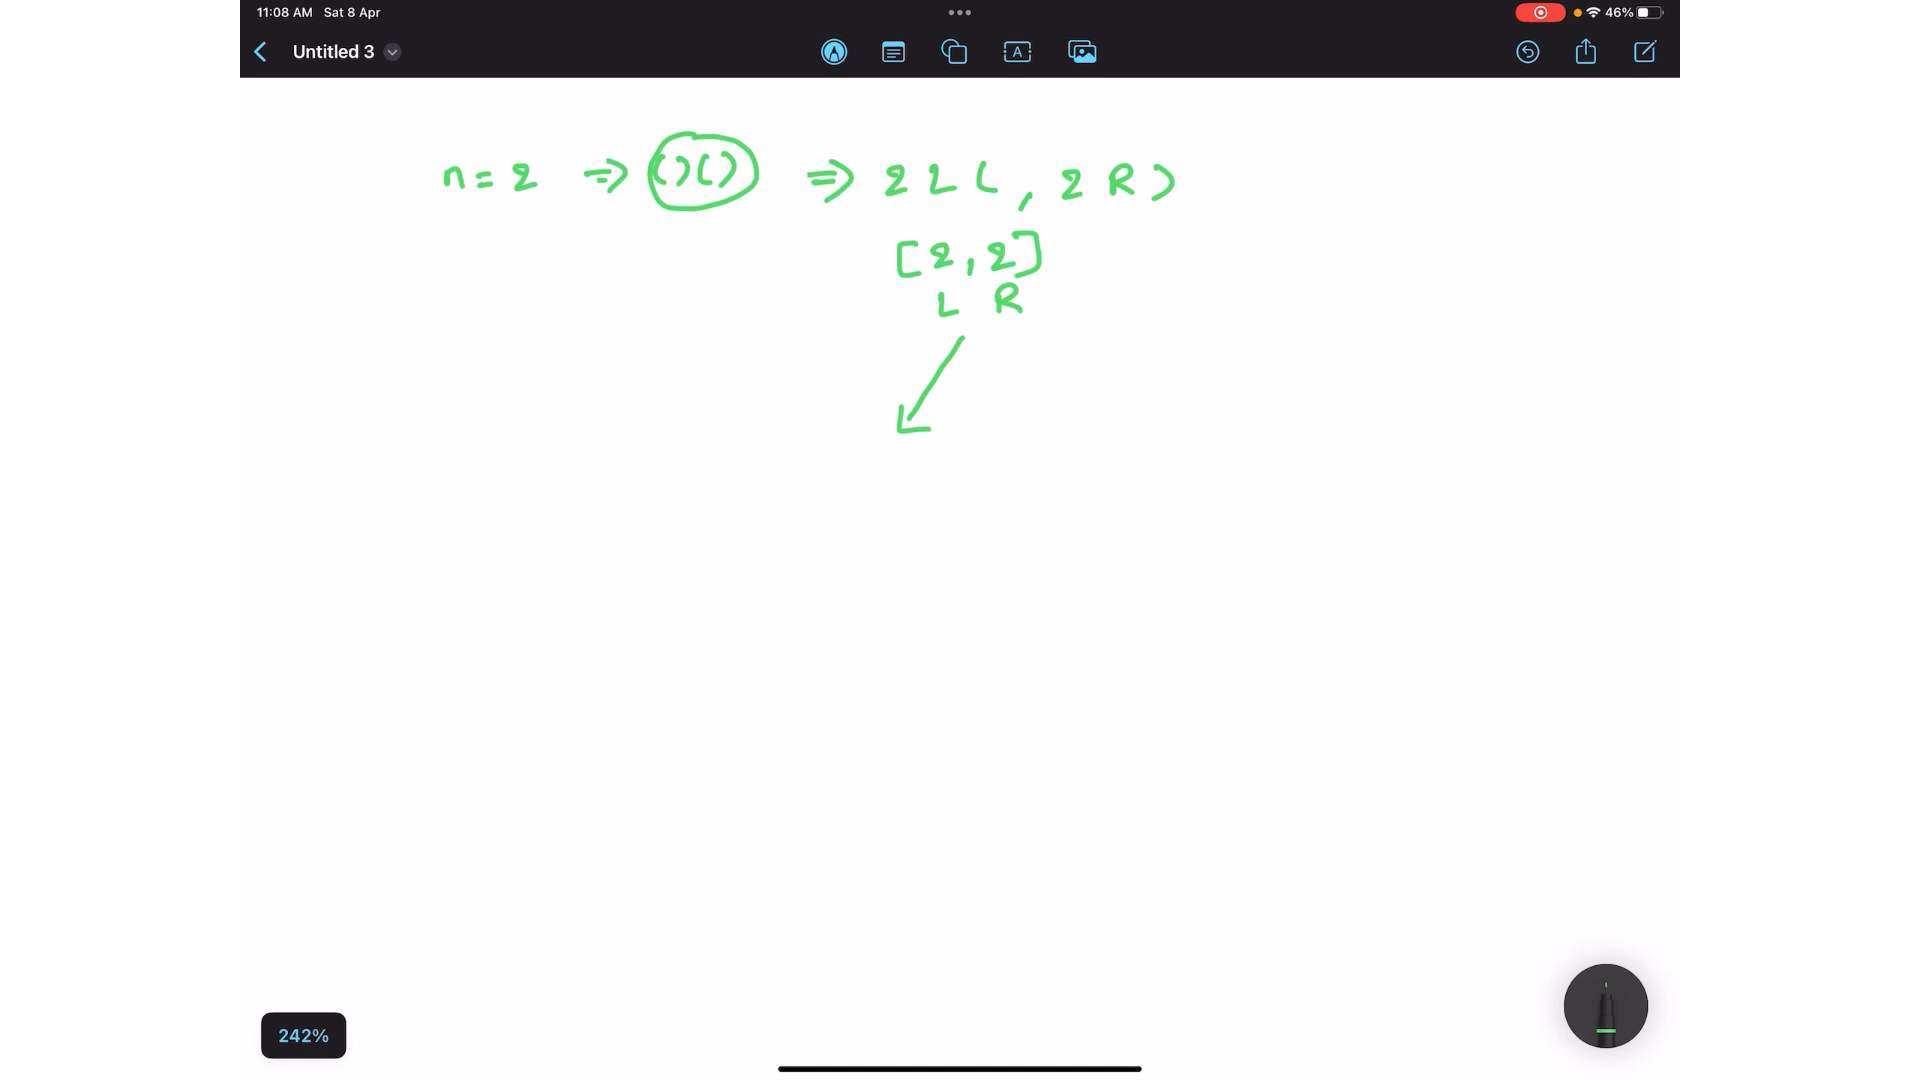 11:08 AM Sat 8 Apr
46%
Untitled 3
A
n = 2 ⇒ ()() ⇒ 2 L (, 2 R )
[2, 2]
L R
242%